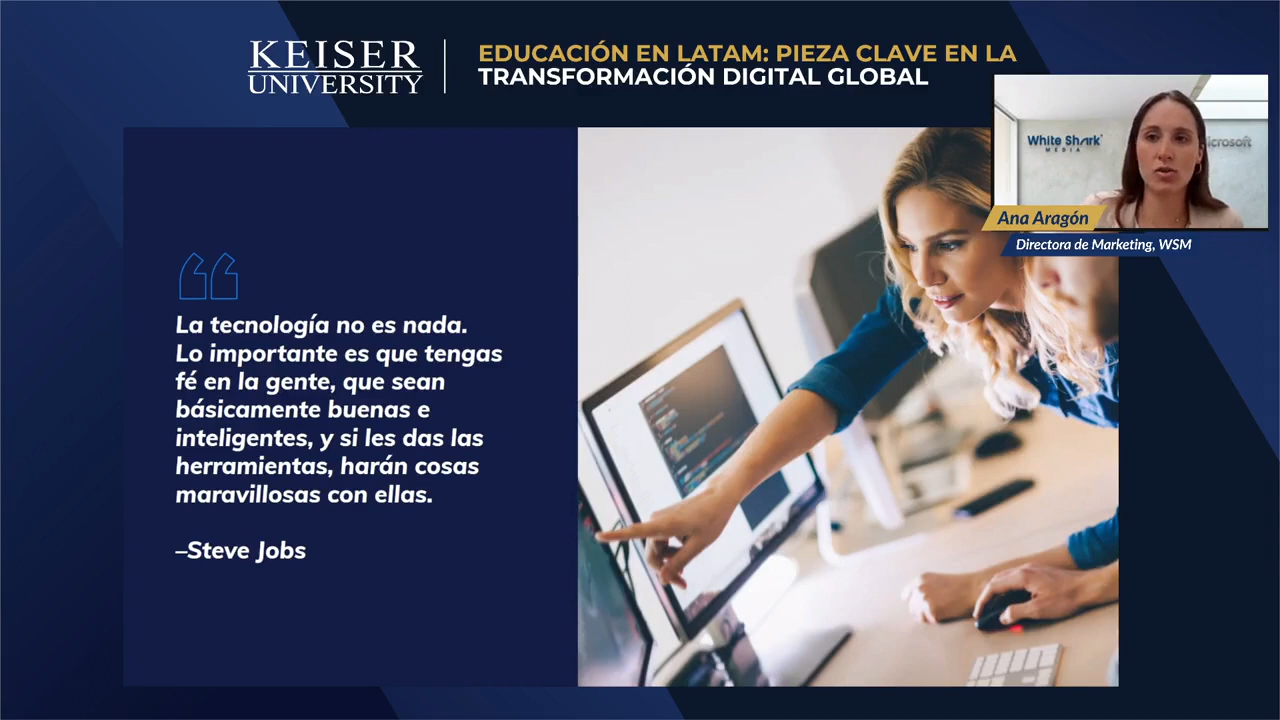 KEISER
UNIVERSITY
EDUCACIÓN EN LATAM: PIEZA CLAVE EN LA
TRANSFORMACIÓN DIGITAL GLOBAL
White Shark
MEDIA
icrosoft
Ana Aragón
Directora de Marketing, WSM
La tecnología no es nada.
Lo importante es que tengas
fé en la gente, que sean
básicamente buenas e
inteligentes, y si les das las
herramientas, harán cosas
maravillosas con ellas.
–Steve Jobs